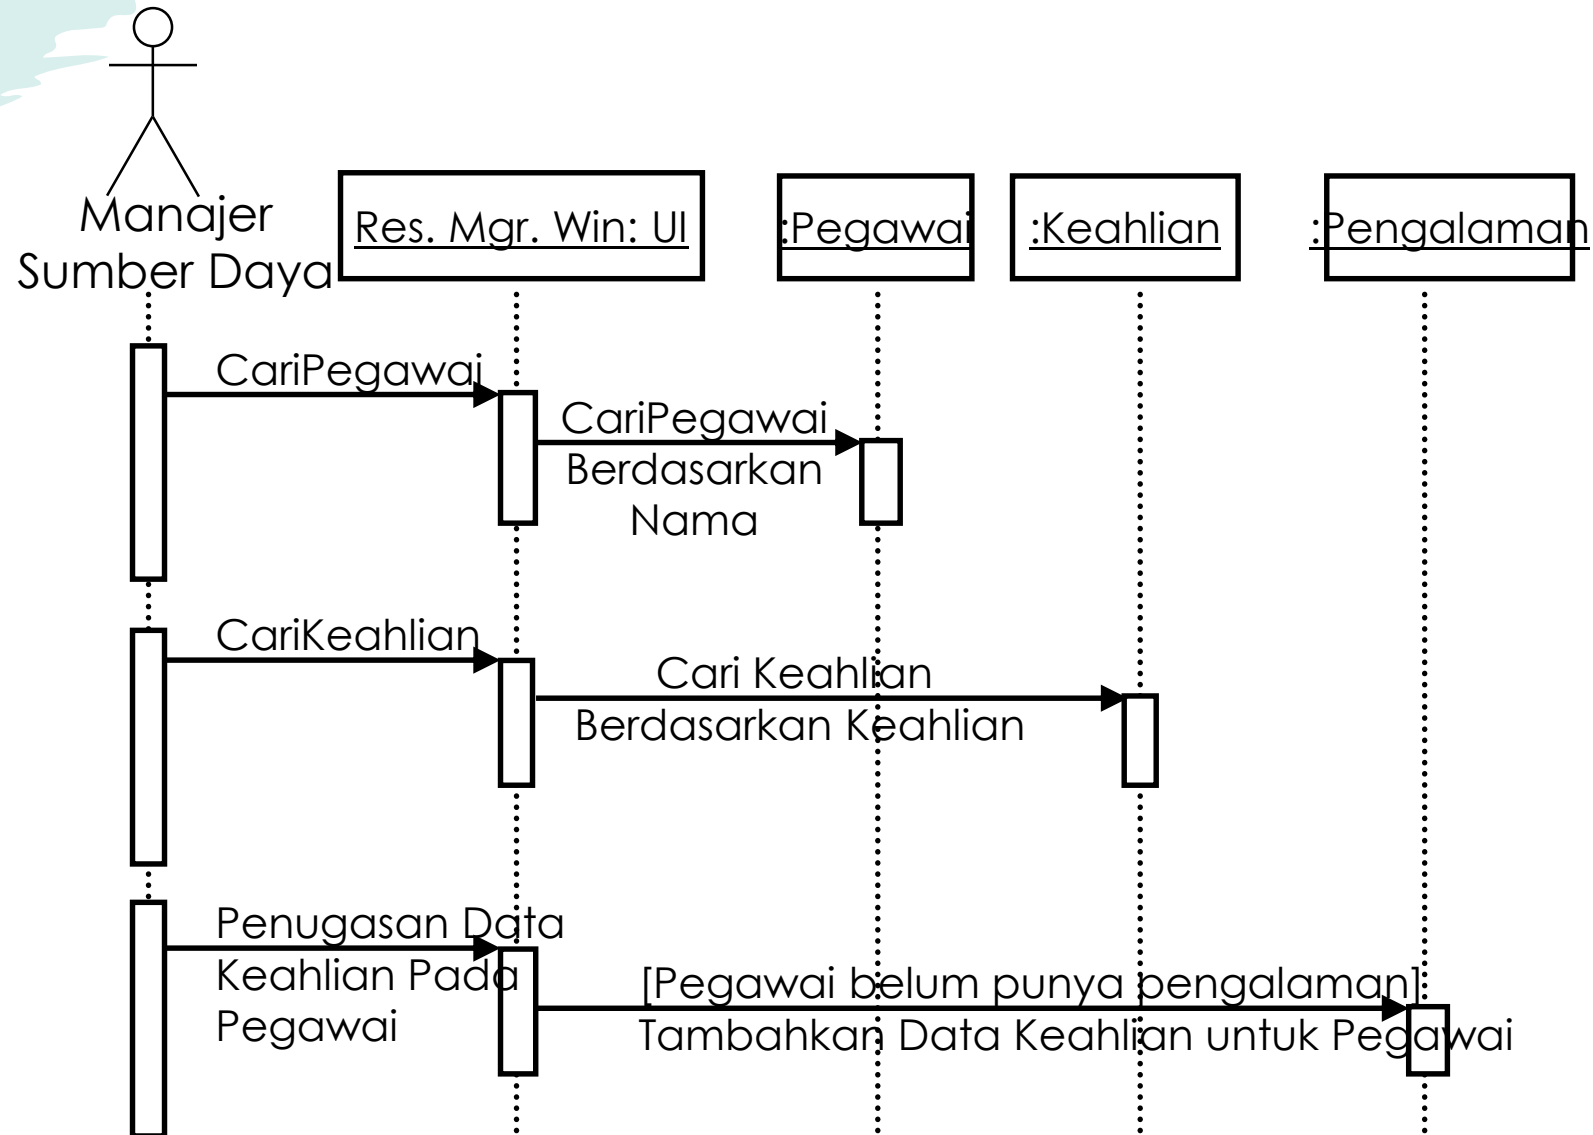 Manajer
Sumber Daya
Res. Mgr. Win: UI
:Pegawai
:Keahlian
:Pengalaman
CariPegawai
CariPegawai
Berdasarkan
Nama
CariKeahlian
Cari Keahlian
Berdasarkan Keahlian
Penugasan Data
Keahlian Pada
Pegawai
[Pegawai belum punya pengalaman]
Tambahkan Data Keahlian untuk Pegawai